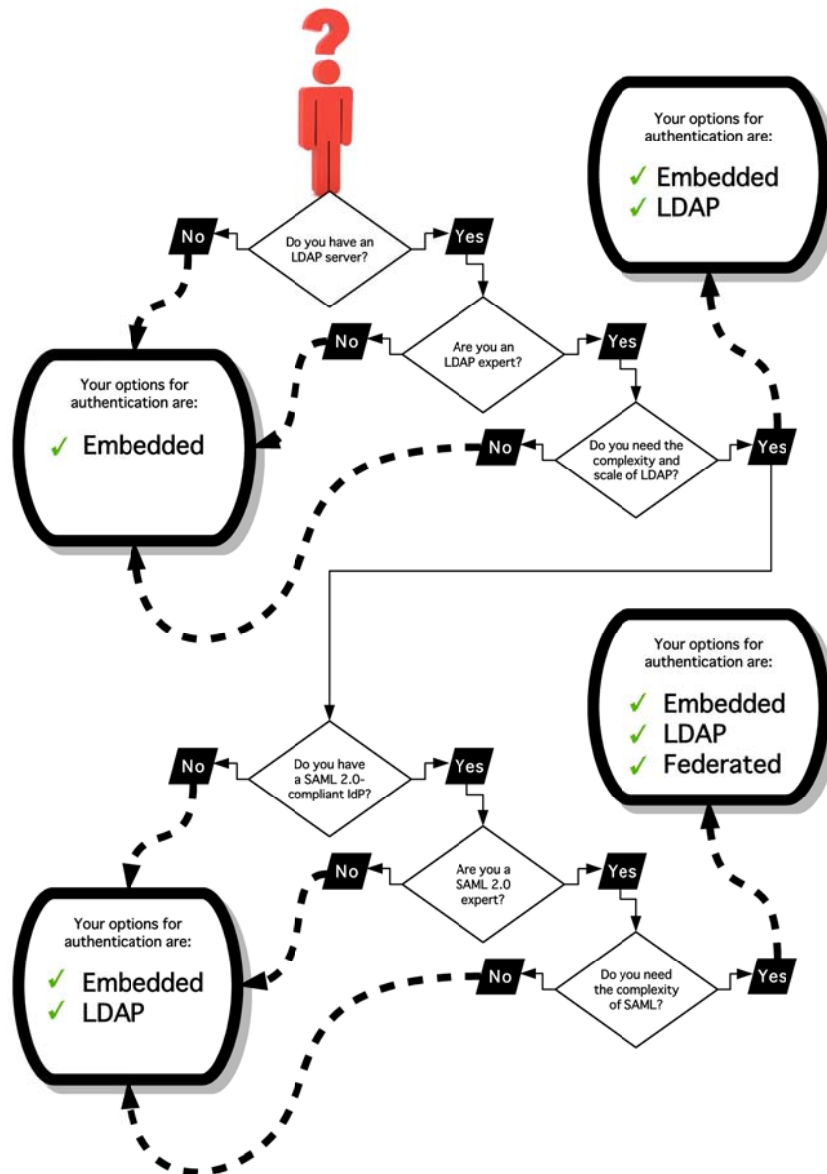 ?
Your options for
authentication are:
✓ Embedded
✓ LDAP
No
Do you have an
LDAP server?
Yes
No
Are you an
LDAP expert?
Yes
Your options for
authentication are:
✓ Embedded
No
Do you need the
complexity and
scale of LDAP?
Yes
Your options for
authentication are:
✓ Embedded
✓ LDAP
✓ Federated
No
Do you have
a SAML 2.0-
compliant IdP?
Yes
No
Are you a
SAML 2.0
expert?
Yes
Your options for
authentication are:
✓ Embedded
✓ LDAP
No
Do you need
the complexity
of SAML?
Yes